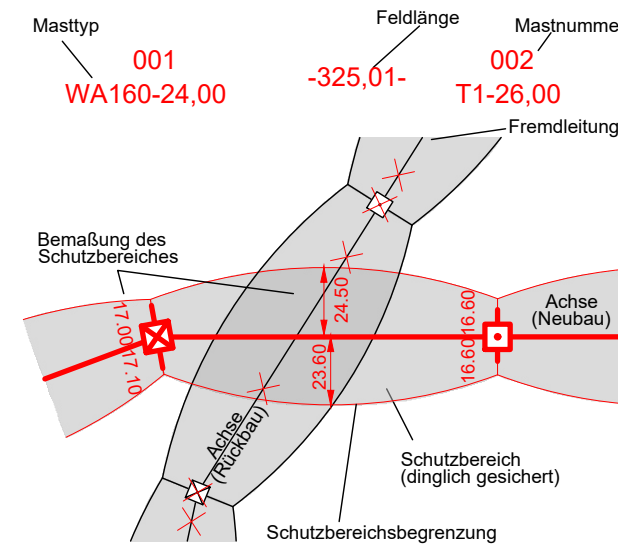 Masttyp
Feldlänge
Mastnumme
001
WA160-24,00
-325,01-
002
T1-26,00
Fremdleitung
Bemaßung des
Schutzbereiches
17.00
17.10
24.50
23.60
16.60
16.60
Achse
(Neubau)
Achse
(Rückbau)
Schutzbereich
(dinglich gesichert)
Schutzbereichsbegrenzung